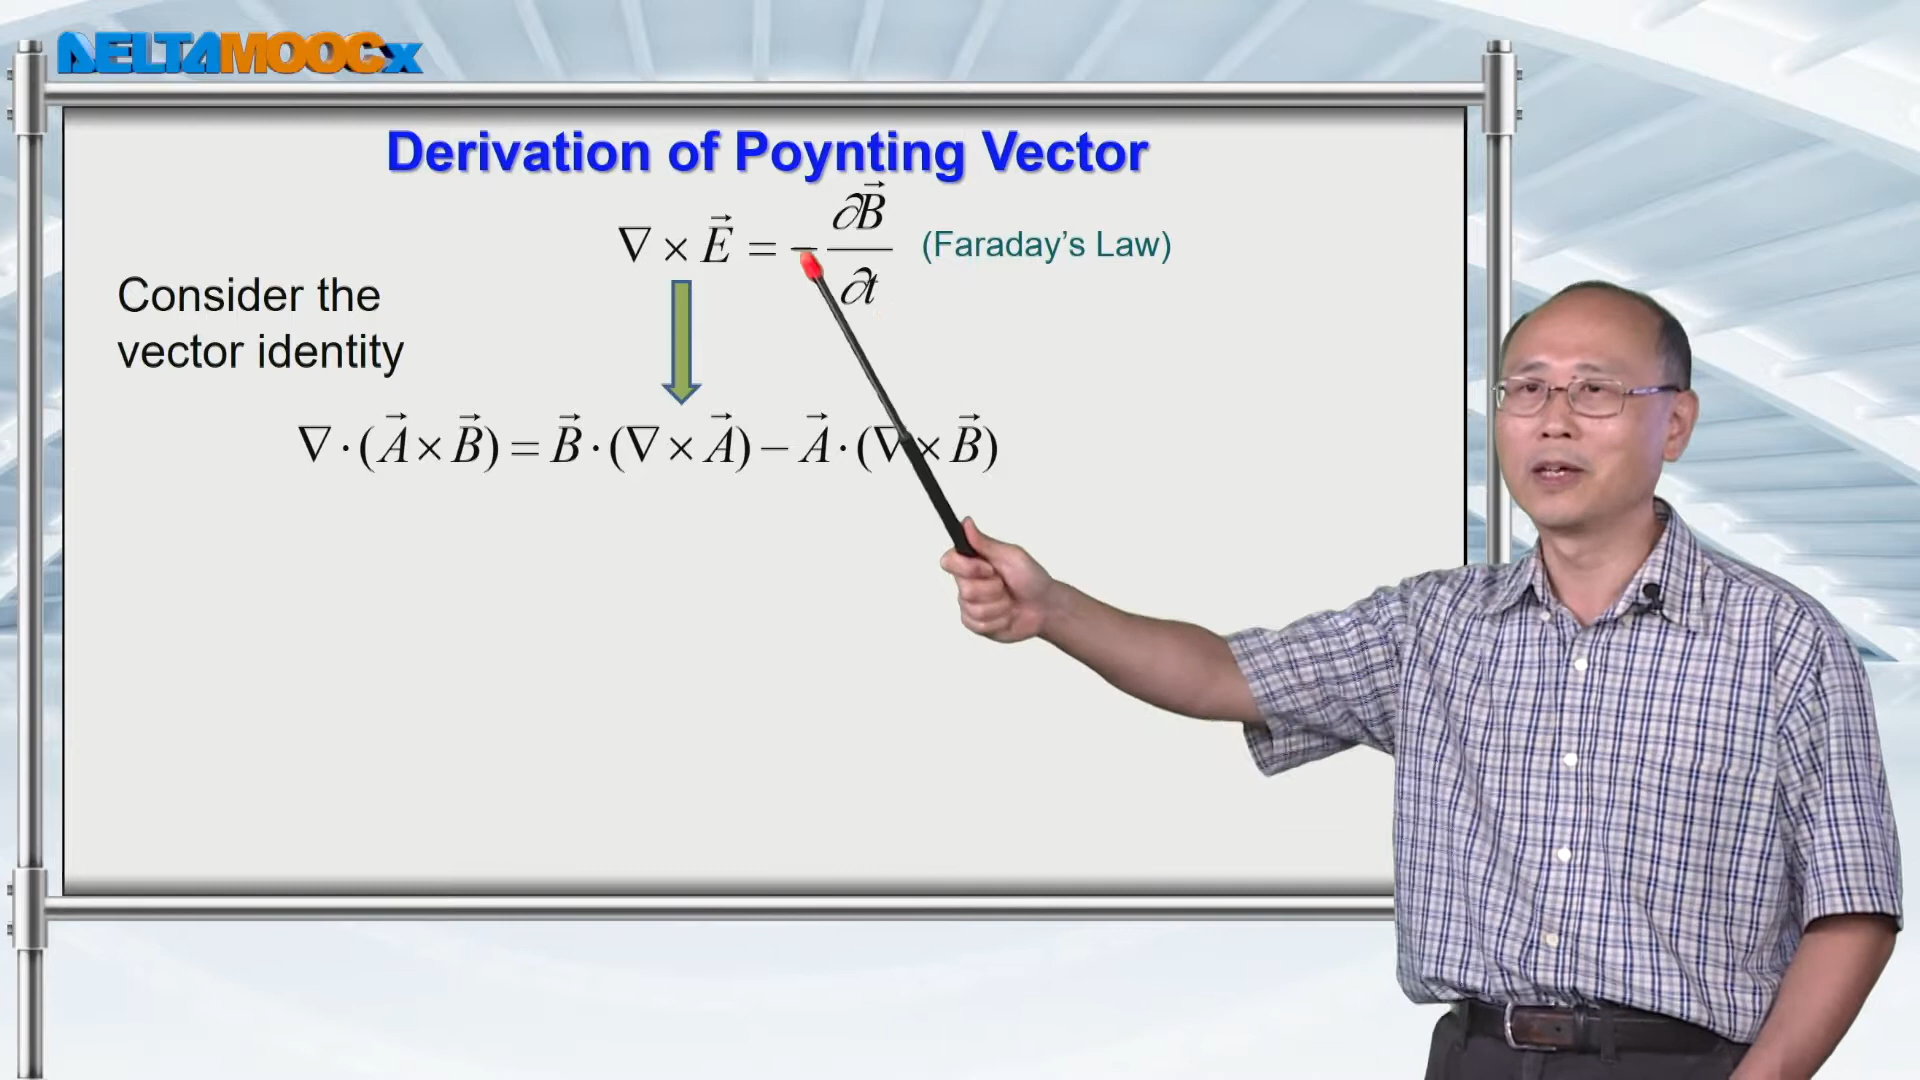 DELTAMOOCx
Derivation of Poynting Vector
∇ × E⃗ = − ∂B⃗ / ∂t (Faraday’s Law)
Consider the
vector identity
∇ · (A⃗ × B⃗) = B⃗ · (∇ × A⃗) − A⃗ · (∇ × B⃗)